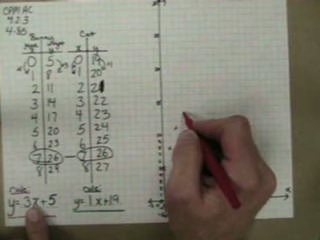 CPM AC
4.2.3
4-85
Bunny Cat
Days
x y x y
0 5 0 19
1 8 1 20
2 11 2 21
3 14 3 22
4 17 4 23
5 20 5 24
6 23 6 25
7 26 7 26
8 29 8 27
y=3x+5 y=1x+19